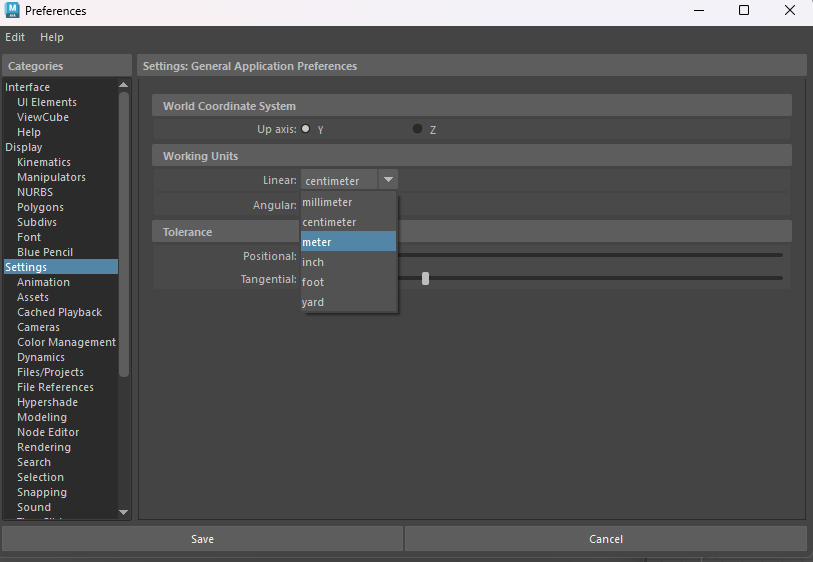 M
Preferences
Edit Help
Categories
Interface
UI Elements
ViewCube
Help
Display
Kinematics
Manipulators
NURBS
Polygons
Subdivs
Font
Blue Pencil
Settings
Animation
Assets
Cached Playback
Cameras
Color Management
Dynamics
Files/Projects
File References
Hypershade
Modeling
Node Editor
Rendering
Search
Selection
Snapping
Sound
Settings: General Application Preferences
World Coordinate System
Up axis: Y Z
Working Units
Linear: centimeter
millimeter
centimeter
meter
inch
foot
yard
Angular:
Tolerance
Positional:
Tangential:
Save Cancel